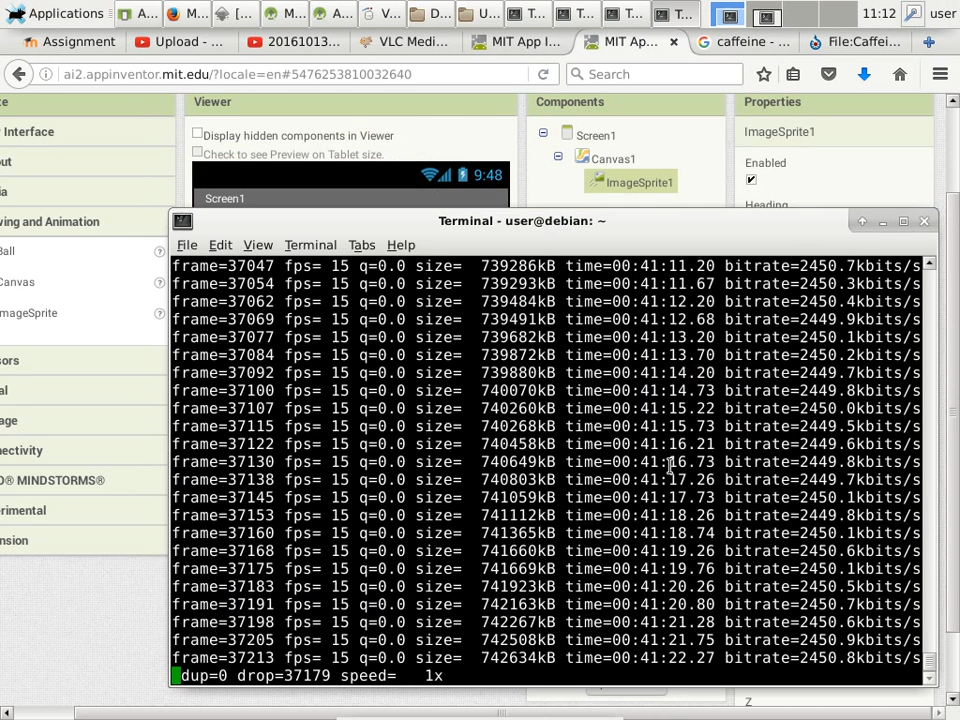 Applications A... M... [... M... A... V... D... U... T... T... T... T... 11:12 user
Assignment Upload - ... 20161013... VLC Medi... MIT App I... MIT Ap... caffeine - ... File:Caffei...
ai2.appinventor.mit.edu/?locale=en#5476253810032640 Search
Viewer Components Properties
Display hidden components in Viewer
Check to see Preview on Tablet size.
9:48
Screen1
Screen1
Canvas1
ImageSprite1
ImageSprite1
Enabled
Heading
r Interface
out
ia
wing and Animation
Ball
Canvas
ImageSprite
sors
al
age
nectivity
O® MINDSTORMS®
erimental
ension
Terminal - user@debian: ~
File Edit View Terminal Tabs Help
frame=37047 fps= 15 q=0.0 size=  739286kB time=00:41:11.20 bitrate=2450.7kbits/s
frame=37054 fps= 15 q=0.0 size=  739293kB time=00:41:11.67 bitrate=2450.3kbits/s
frame=37062 fps= 15 q=0.0 size=  739484kB time=00:41:12.20 bitrate=2450.4kbits/s
frame=37069 fps= 15 q=0.0 size=  739491kB time=00:41:12.68 bitrate=2449.9kbits/s
frame=37077 fps= 15 q=0.0 size=  739682kB time=00:41:13.20 bitrate=2450.1kbits/s
frame=37084 fps= 15 q=0.0 size=  739872kB time=00:41:13.70 bitrate=2450.2kbits/s
frame=37092 fps= 15 q=0.0 size=  739880kB time=00:41:14.20 bitrate=2449.7kbits/s
frame=37100 fps= 15 q=0.0 size=  740070kB time=00:41:14.73 bitrate=2449.8kbits/s
frame=37107 fps= 15 q=0.0 size=  740260kB time=00:41:15.22 bitrate=2450.0kbits/s
frame=37115 fps= 15 q=0.0 size=  740268kB time=00:41:15.73 bitrate=2449.5kbits/s
frame=37122 fps= 15 q=0.0 size=  740458kB time=00:41:16.21 bitrate=2449.6kbits/s
frame=37130 fps= 15 q=0.0 size=  740649kB time=00:41:16.73 bitrate=2449.8kbits/s
frame=37138 fps= 15 q=0.0 size=  740803kB time=00:41:17.26 bitrate=2449.7kbits/s
frame=37145 fps= 15 q=0.0 size=  741059kB time=00:41:17.73 bitrate=2450.1kbits/s
frame=37153 fps= 15 q=0.0 size=  741112kB time=00:41:18.26 bitrate=2449.8kbits/s
frame=37160 fps= 15 q=0.0 size=  741365kB time=00:41:18.74 bitrate=2450.1kbits/s
frame=37168 fps= 15 q=0.0 size=  741660kB time=00:41:19.26 bitrate=2450.6kbits/s
frame=37175 fps= 15 q=0.0 size=  741669kB time=00:41:19.76 bitrate=2450.1kbits/s
frame=37183 fps= 15 q=0.0 size=  741923kB time=00:41:20.26 bitrate=2450.5kbits/s
frame=37191 fps= 15 q=0.0 size=  742163kB time=00:41:20.80 bitrate=2450.7kbits/s
frame=37198 fps= 15 q=0.0 size=  742267kB time=00:41:21.28 bitrate=2450.6kbits/s
frame=37205 fps= 15 q=0.0 size=  742508kB time=00:41:21.75 bitrate=2450.9kbits/s
frame=37213 fps= 15 q=0.0 size=  742634kB time=00:41:22.27 bitrate=2450.8kbits/s
dup=0 drop=37179 speed=   1x
Z